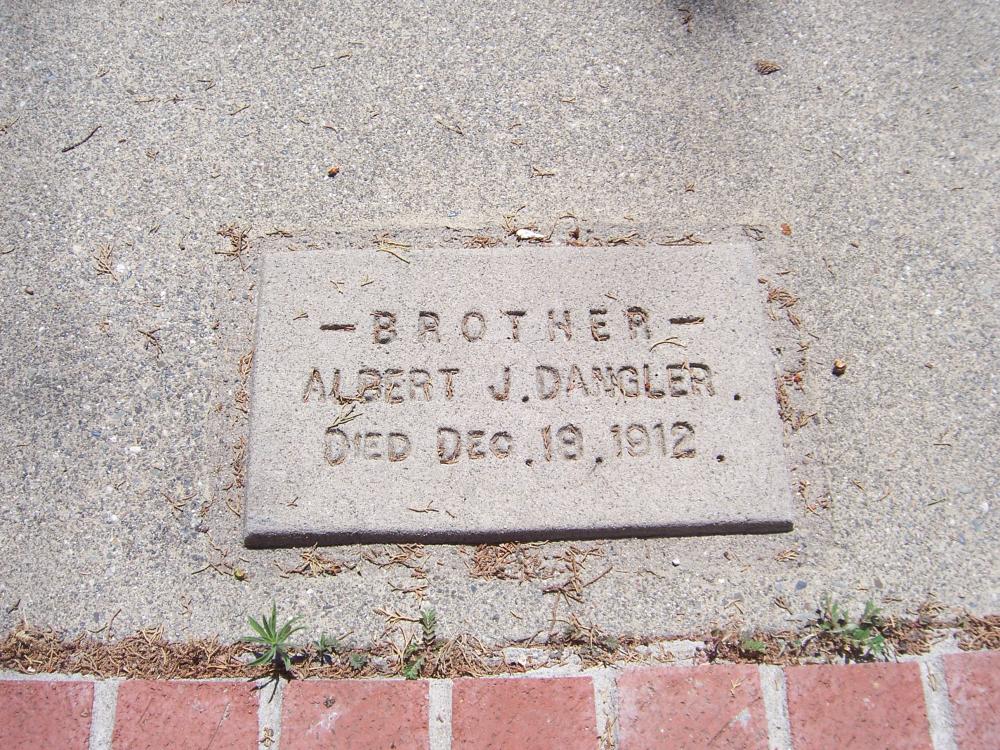 — BROTHER —
ALBERT J. DANGLER.
DIED DEC. 19. 1912.